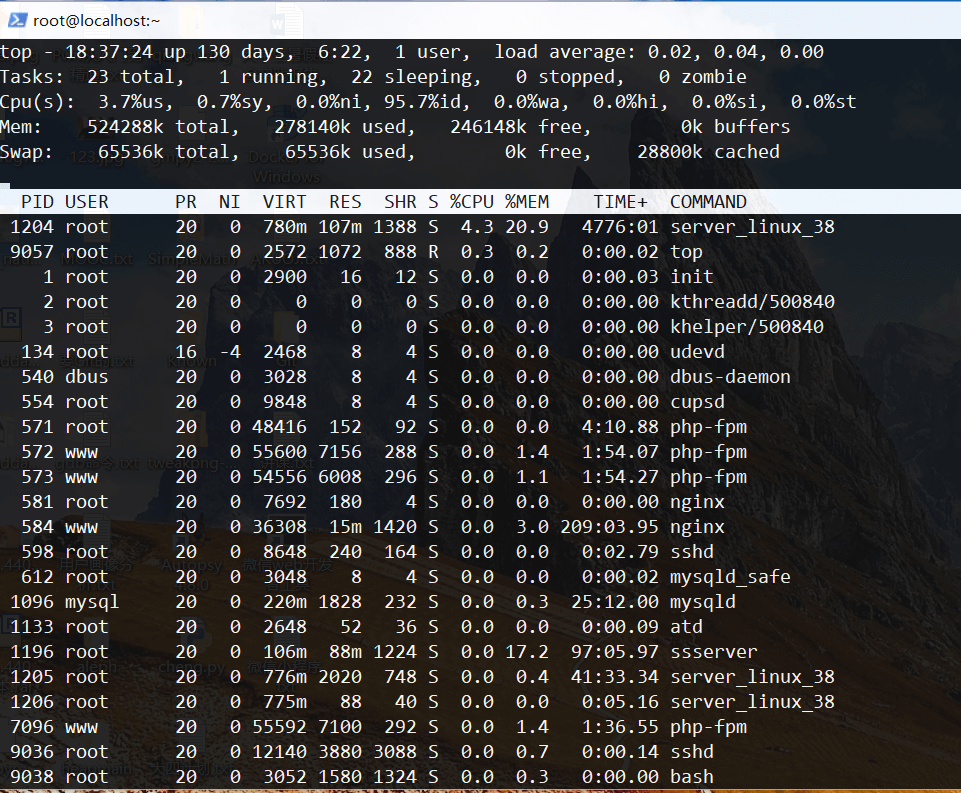 root@localhost:~
top - 18:37:24 up 130 days,  6:22,  1 user,  load average: 0.02, 0.04, 0.00
Tasks:  23 total,   1 running,  22 sleeping,   0 stopped,   0 zombie
Cpu(s):  3.7%us,  0.7%sy,  0.0%ni, 95.7%id,  0.0%wa,  0.0%hi,  0.0%si,  0.0%st
Mem:    524288k total,   278140k used,   246148k free,        0k buffers
Swap:    65536k total,    65536k used,        0k free,    28800k cached
PID USER      PR  NI  VIRT  RES  SHR S %CPU %MEM    TIME+  COMMAND
1204 root      20   0  780m 107m 1388 S  4.3 20.9   4776:01 server_linux_38
9057 root      20   0  2572 1072  888 R  0.3  0.2   0:00.02 top
1 root      20   0  2900   16   12 S  0.0  0.0   0:00.03 init
2 root      20   0     0    0    0 S  0.0  0.0   0:00.00 kthreadd/500840
3 root      20   0     0    0    0 S  0.0  0.0   0:00.00 khelper/500840
134 root      16  -4  2468    8    4 S  0.0  0.0   0:00.00 udevd
540 dbus      20   0  3028    8    4 S  0.0  0.0   0:00.00 dbus-daemon
554 root      20   0  9848    8    4 S  0.0  0.0   0:00.00 cupsd
571 root      20   0 48416  152   92 S  0.0  0.0   4:10.88 php-fpm
572 www       20   0 55600 7156  288 S  0.0  1.4   1:54.07 php-fpm
573 www       20   0 54556 6008  296 S  0.0  1.1   1:54.27 php-fpm
581 root      20   0  7692  180    4 S  0.0  0.0   0:00.00 nginx
584 www       20   0 36308  15m 1420 S  0.0  3.0 209:03.95 nginx
598 root      20   0  8648  240  164 S  0.0  0.0   0:02.79 sshd
612 root      20   0  3048    8    4 S  0.0  0.0   0:00.02 mysqld_safe
1096 mysql     20   0  220m 1828  232 S  0.0  0.3  25:12.00 mysqld
1133 root      20   0  2648   52   36 S  0.0  0.0   0:00.09 atd
1196 root      20   0  106m  88m 1224 S  0.0 17.2  97:05.97 ssserver
1205 root      20   0  776m 2020  748 S  0.0  0.4  41:33.34 server_linux_38
1206 root      20   0  775m   88   40 S  0.0  0.0   0:05.16 server_linux_38
7096 www       20   0 55592 7100  292 S  0.0  1.4   1:36.55 php-fpm
9036 root      20   0 12140 3880 3088 S  0.0  0.7   0:00.14 sshd
9038 root      20   0  3052 1580 1324 S  0.0  0.3   0:00.00 bash